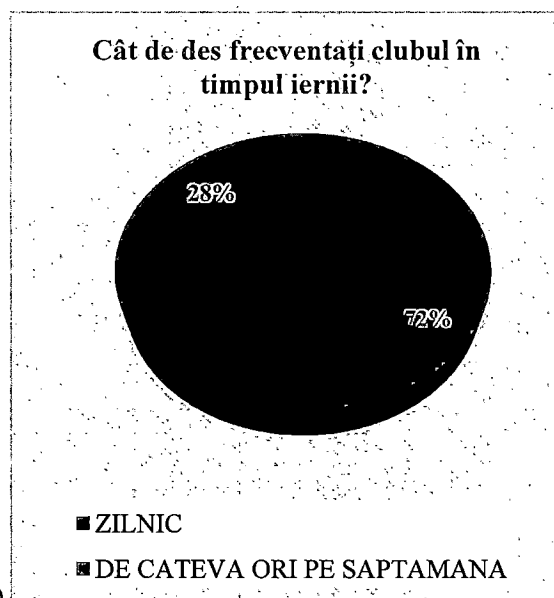 Cât de des frecventați clubul în
timpul iernii?
28%
72%
ZILNIC
DE CATEVA ORI PE SAPTAMANA